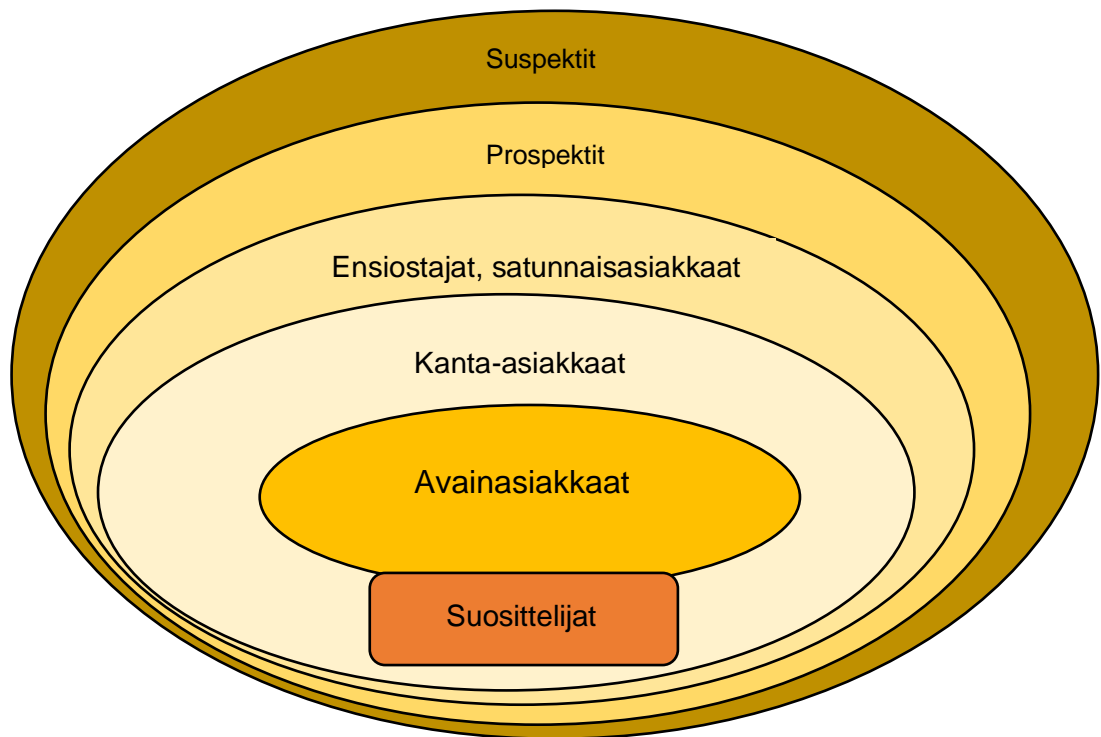 Suspektit
Prospektit
Ensiostajat, satunnaisasiakkaat
Kanta-asiakkaat
Avainasiakkaat
Suosittelijat